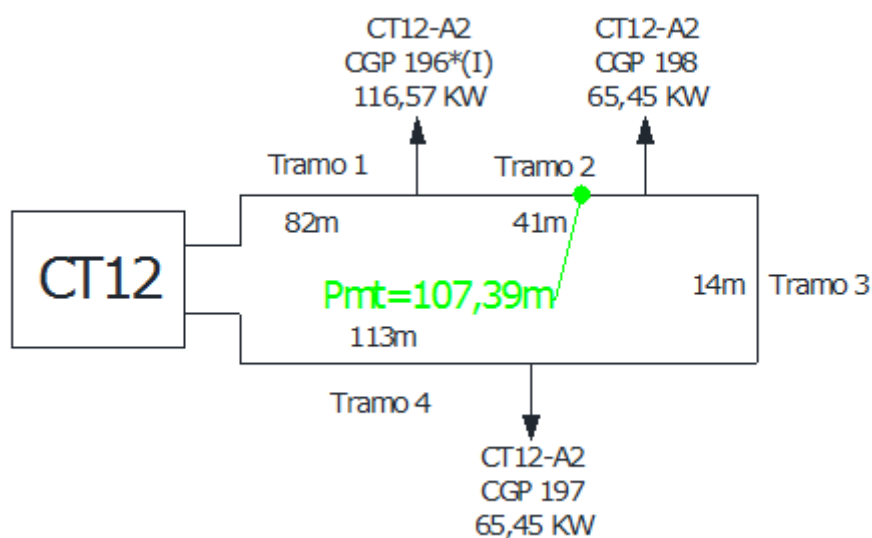 CT12-A2
CGP 196*(I)
116,57 KW
CT12-A2
CGP 198
65,45 KW
Tramo 1
Tramo 2
82m
41m
CT12
Pmt=107,39m
14m
Tramo 3
113m
Tramo 4
CT12-A2
CGP 197
65,45 KW